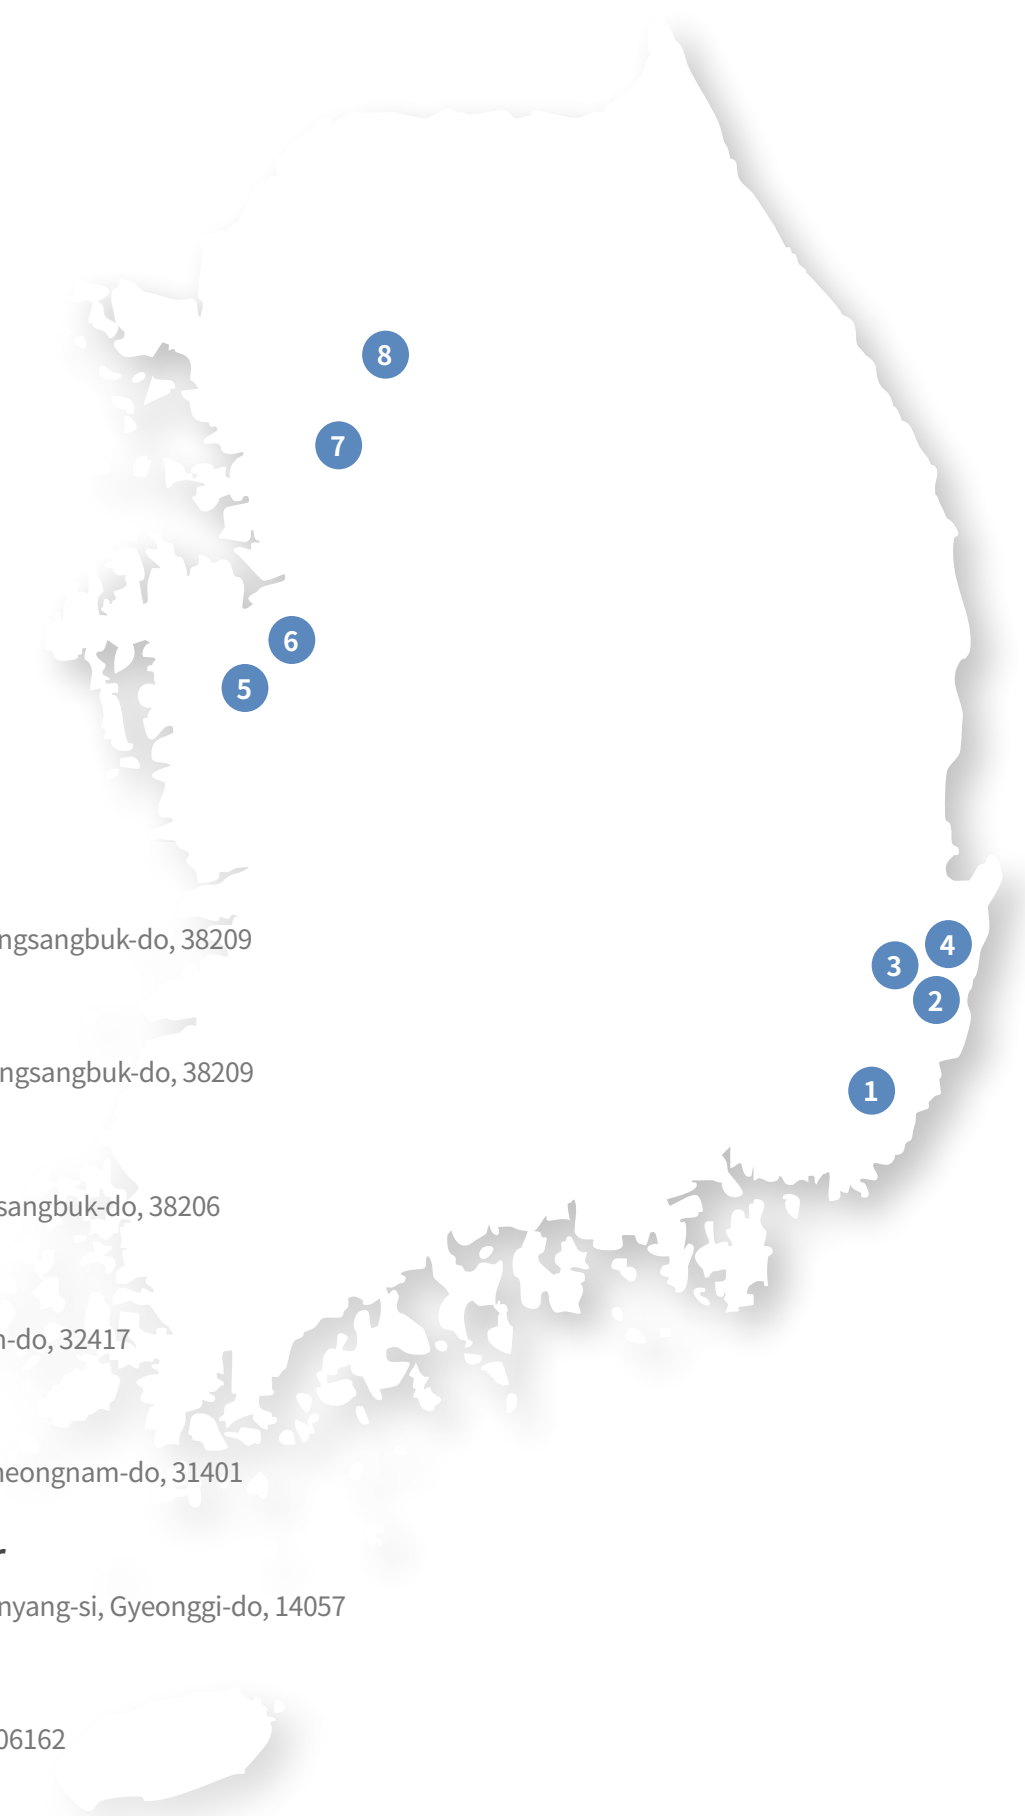 8
7
6
5
ngsangbuk-do, 38209
4
3
2
ngsangbuk-do, 38209
1
sangbuk-do, 38206
-do, 32417
heongnam-do, 31401
r
nyang-si, Gyeonggi-do, 14057
06162